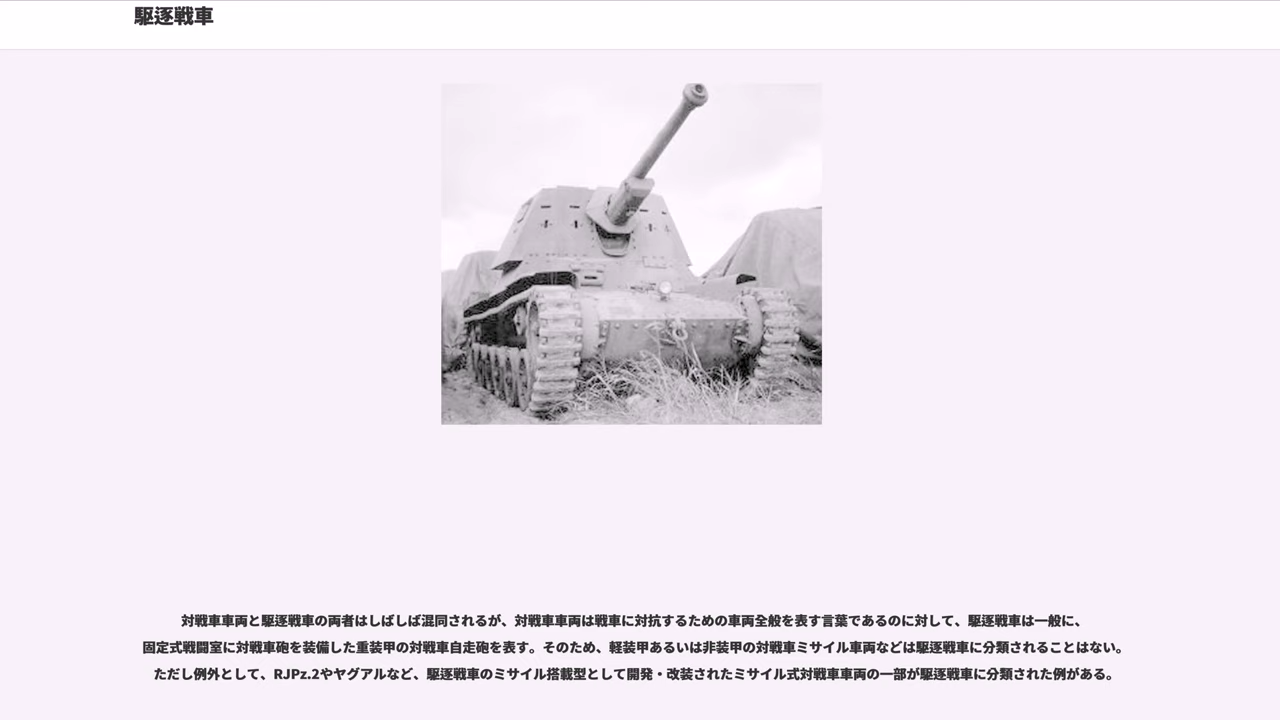 駆逐戦車
対戦車車両と駆逐戦車の両者はしばしば混同されるが、対戦車車両は戦車に対抗するための車両全般を表す言葉であるのに対して、駆逐戦車は一般に、
固定式戦闘室に対戦車砲を装備した重装甲の対戦車自走砲を表す。そのため、軽装甲あるいは非装甲の対戦車ミサイル車両などは駆逐戦車に分類されることはない。
ただし例外として、RJPz.2やヤグアルなど、駆逐戦車のミサイル搭載型として開発・改装されたミサイル式対戦車車両の一部が駆逐戦車に分類された例がある。